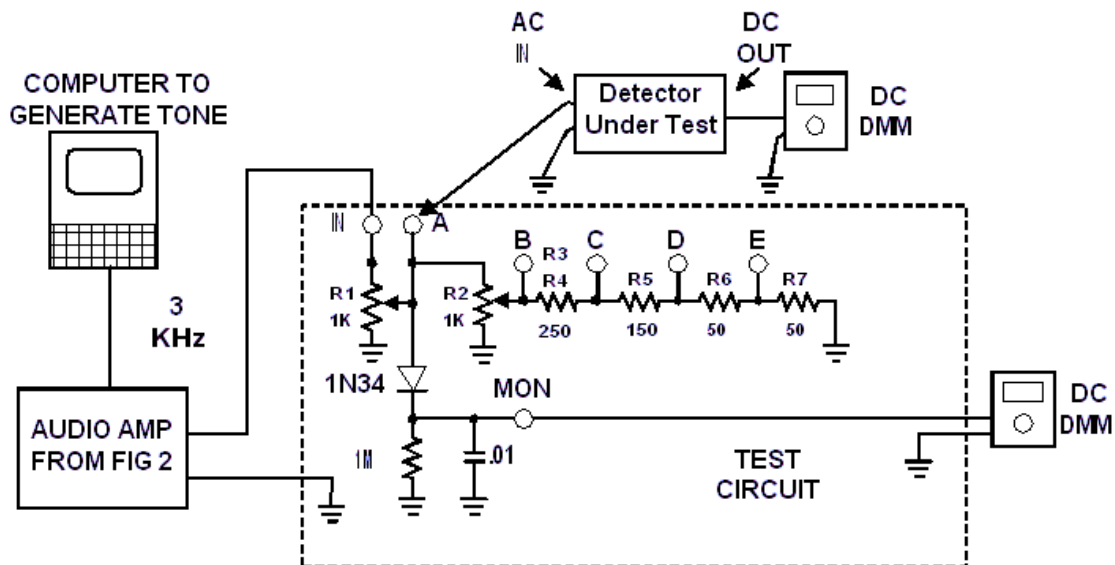 AC
IN
DC
OUT
COMPUTER TO
GENERATE TONE
Detector
Under Test
DC
DMM
IN
A
B
C
D
E
R3
R4
R5
R6
R7
R1
1K
R2
1K
250
150
50
50
3
KHz
1N34
MON
AUDIO AMP
FROM FIG 2
1M
.01
TEST
CIRCUIT
DC
DMM